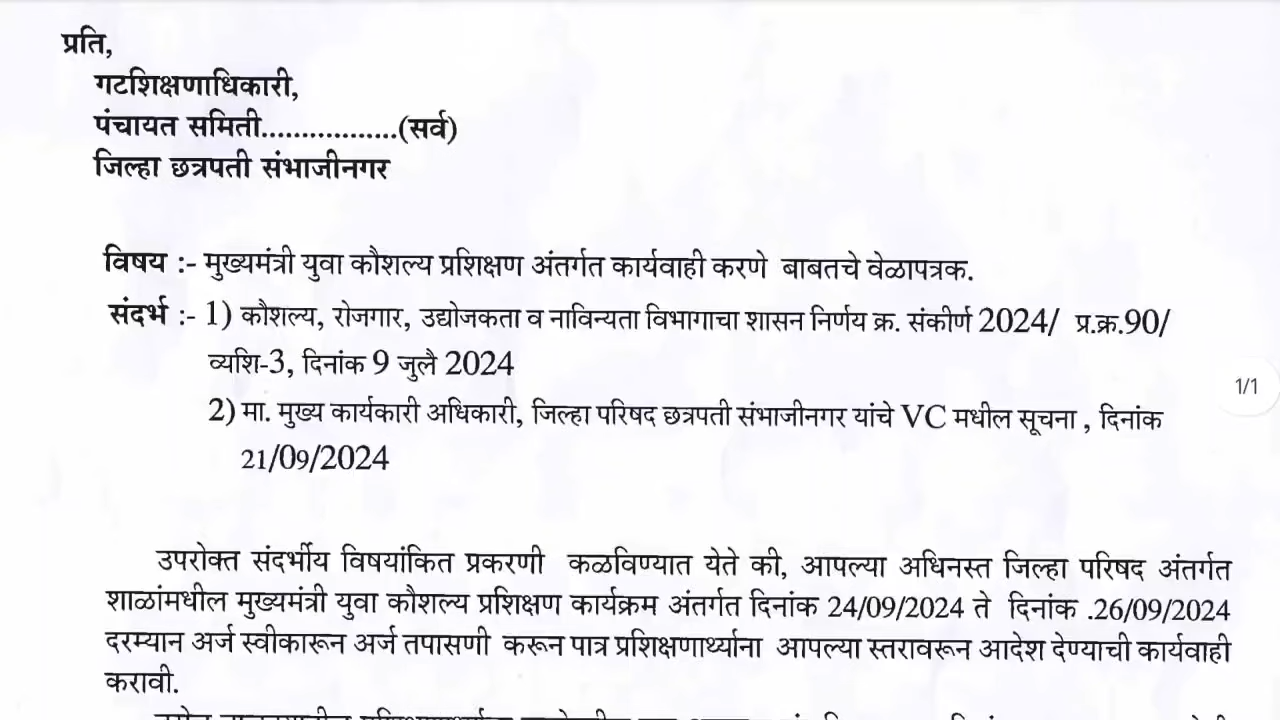 प्रति,
गटशिक्षणाधिकारी,
पंचायत समिती.................(सर्व)
जिल्हा छत्रपती संभाजीनगर
विषय :- मुख्यमंत्री युवा कौशल्य प्रशिक्षण अंतर्गत कार्यवाही करणे बाबतचे वेळापत्रक.
संदर्भ :- 1) कौशल्य, रोजगार, उद्योजकता व नाविन्यता विभागाचा शासन निर्णय क्र. संकीर्ण 2024/ प्र.क्र.90/
व्यशि-3, दिनांक 9 जुलै 2024
1/1
2) मा. मुख्य कार्यकारी अधिकारी, जिल्हा परिषद छत्रपती संभाजीनगर यांचे VC मधील सूचना , दिनांक
21/09/2024
उपरोक्त संदर्भीय विषयांकित प्रकरणी कळविण्यात येते की, आपल्या अधिनस्त जिल्हा परिषद अंतर्गत
शाळांमधील मुख्यमंत्री युवा कौशल्य प्रशिक्षण कार्यक्रम अंतर्गत दिनांक 24/09/2024 ते दिनांक .26/09/2024
दरम्यान अर्ज स्वीकारून अर्ज तपासणी करून पात्र प्रशिक्षणार्थ्याना आपल्या स्तरावरून आदेश देण्याची कार्यवाही
करावी.